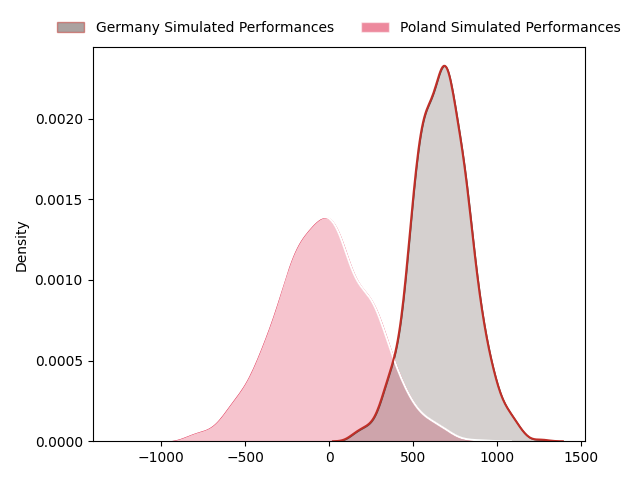 Germany Simulated Performances Poland Simulated Performances
0.0020
0.0015
Density
0.0010
0.0005
0.0000
−1000 −500 0 500 1000 1500